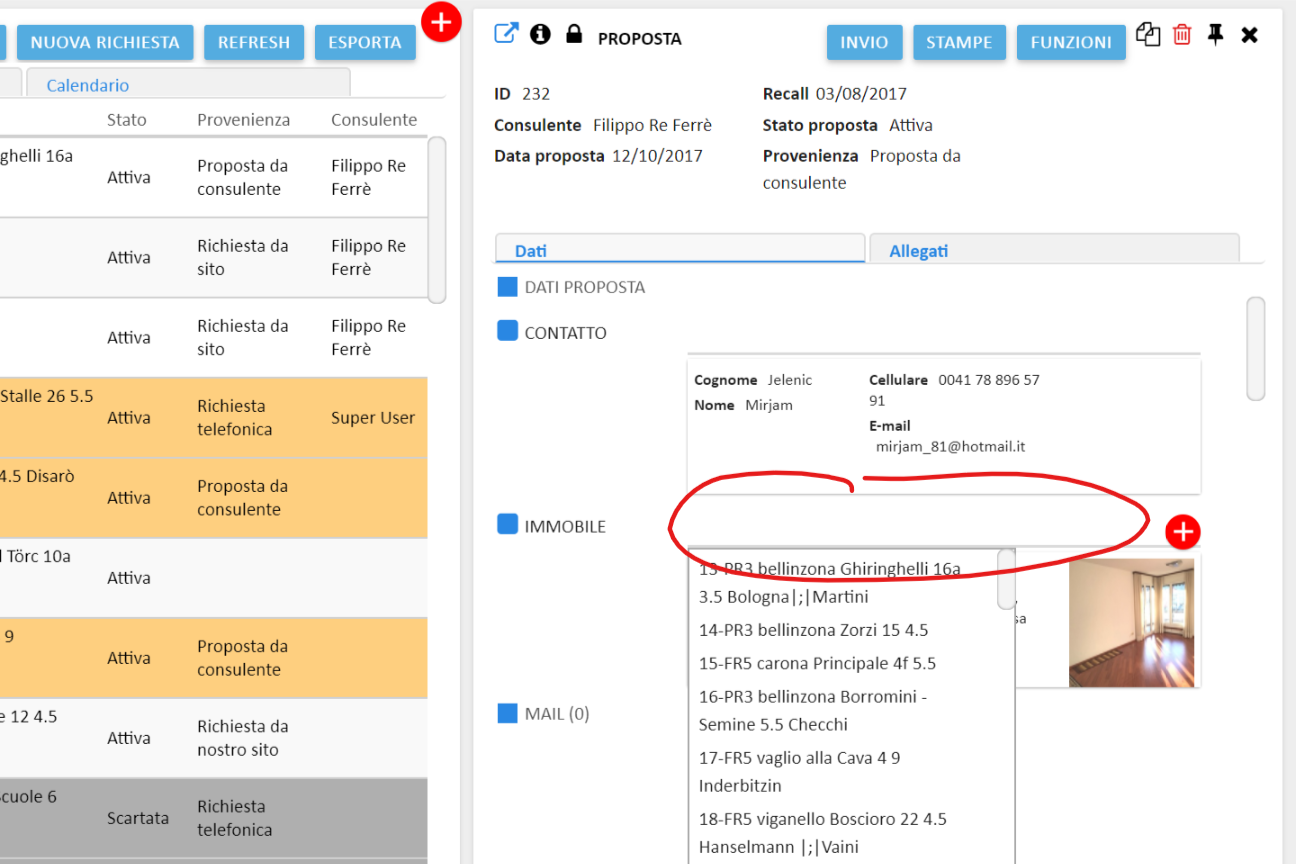 NUOVA RICHIESTA REFRESH ESPORTA
Calendario
Stato Provenienza Consulente
ghelli 16a
Attiva Proposta da consulente Filippo Re Ferrè
Attiva Richiesta da sito Filippo Re Ferrè
Attiva Richiesta da sito Filippo Re Ferrè
Stalle 26 5.5
Attiva Richiesta telefonica Super User
4.5 Disarò
Attiva Proposta da consulente
Törc 10a
Attiva
9
Attiva Proposta da consulente
e 12 4.5
Attiva Richiesta da nostro sito
cuole 6
Scartata Richiesta telefonica
PROPOSTA
INVIO STAMPE FUNZIONI
ID 232
Consulente Filippo Re Ferrè
Data proposta 12/10/2017
Recall 03/08/2017
Stato proposta Attiva
Provenienza Proposta da
consulente
Dati Allegati
DATI PROPOSTA
CONTATTO
Cognome Jelenic
Nome Mirjam
Cellulare 0041 78 896 57
91
E-mail
mirjam_81@hotmail.it
IMMOBILE
13-PR3 bellinzona Ghiringhelli 16a
3.5 Bologna|;|Martini
14-PR3 bellinzona Zorzi 15 4.5
15-FR5 carona Principale 4f 5.5
16-PR3 bellinzona Borromini -
Semine 5.5 Checchi
17-FR5 vaglio alla Cava 4 9
Inderbitzin
18-FR5 viganello Boscioro 22 4.5
Hanselmann |;|Vaini
sa
MAIL (0)